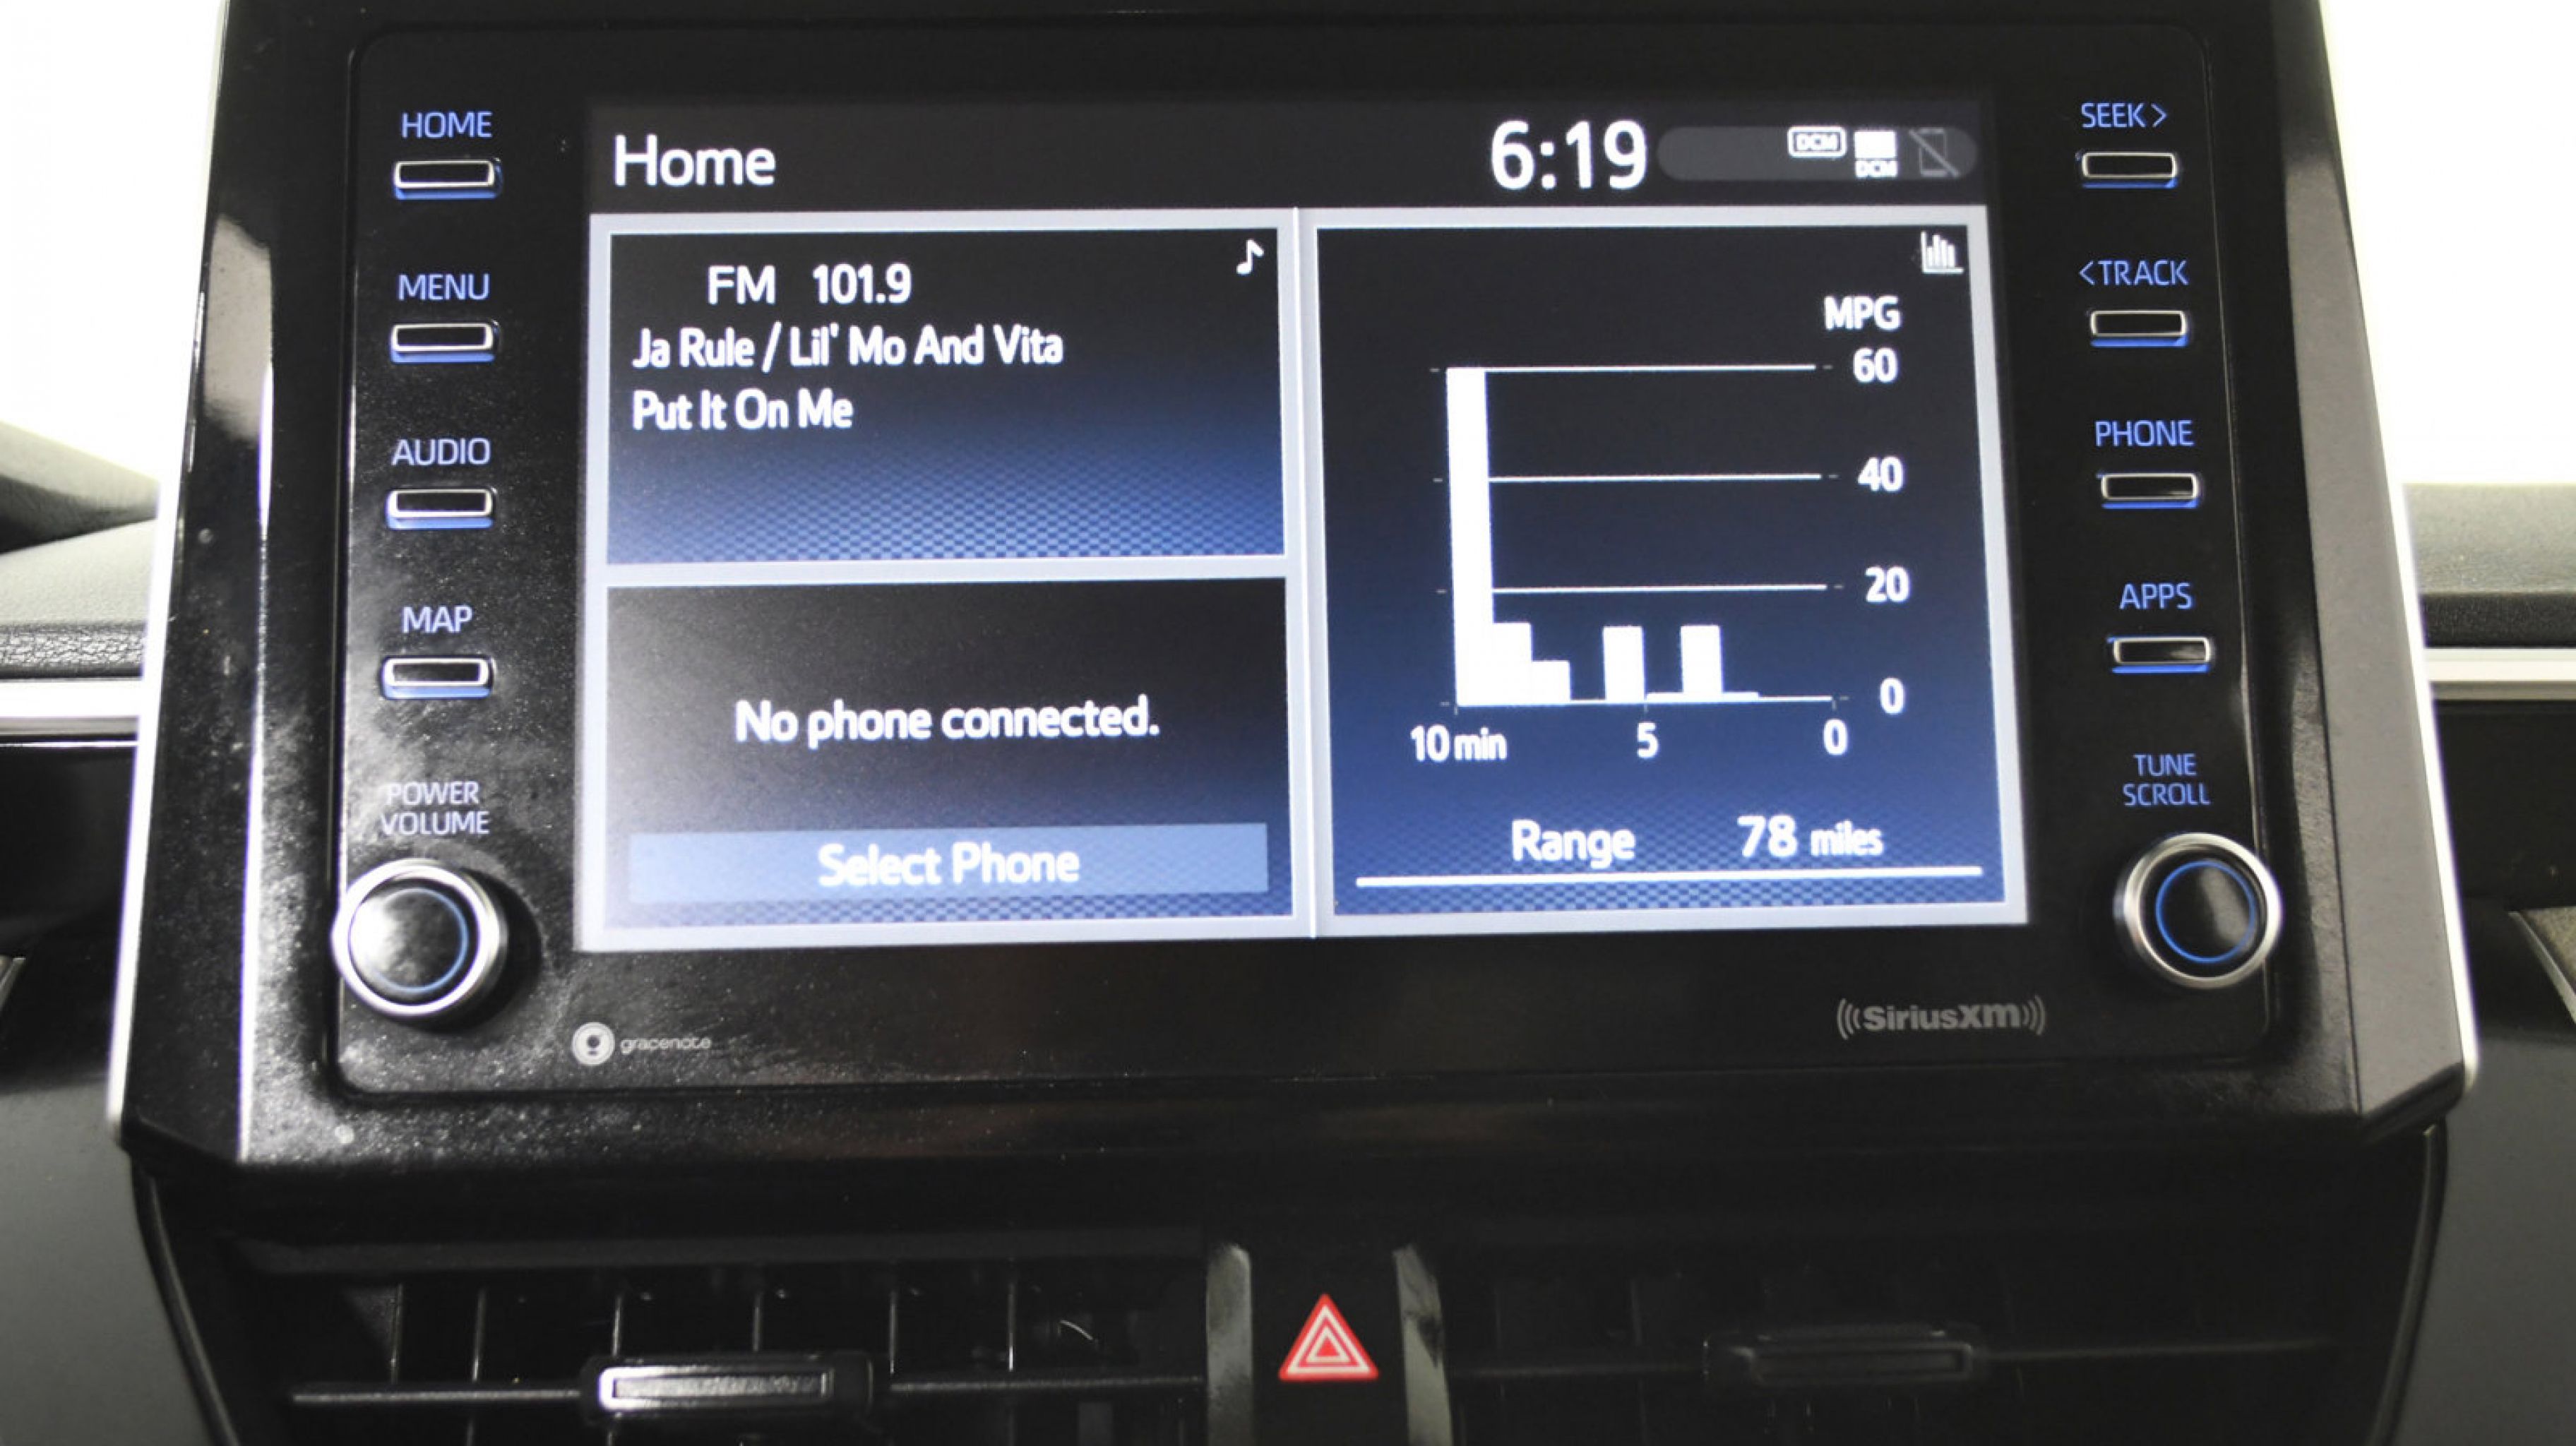 HOME
MENU
AUDIO
MAP
POWER
VOLUME
Home
6:19
DCM
DCM
FM 101.9
Ja Rule / Lil' Mo And Vita
Put It On Me
No phone connected.
Select Phone
MPG
60
40
20
0
10 min 5 0
Range 78 miles
SEEK >
< TRACK
PHONE
APPS
TUNE
SCROLL
gracenote
((( SiriusXM )))